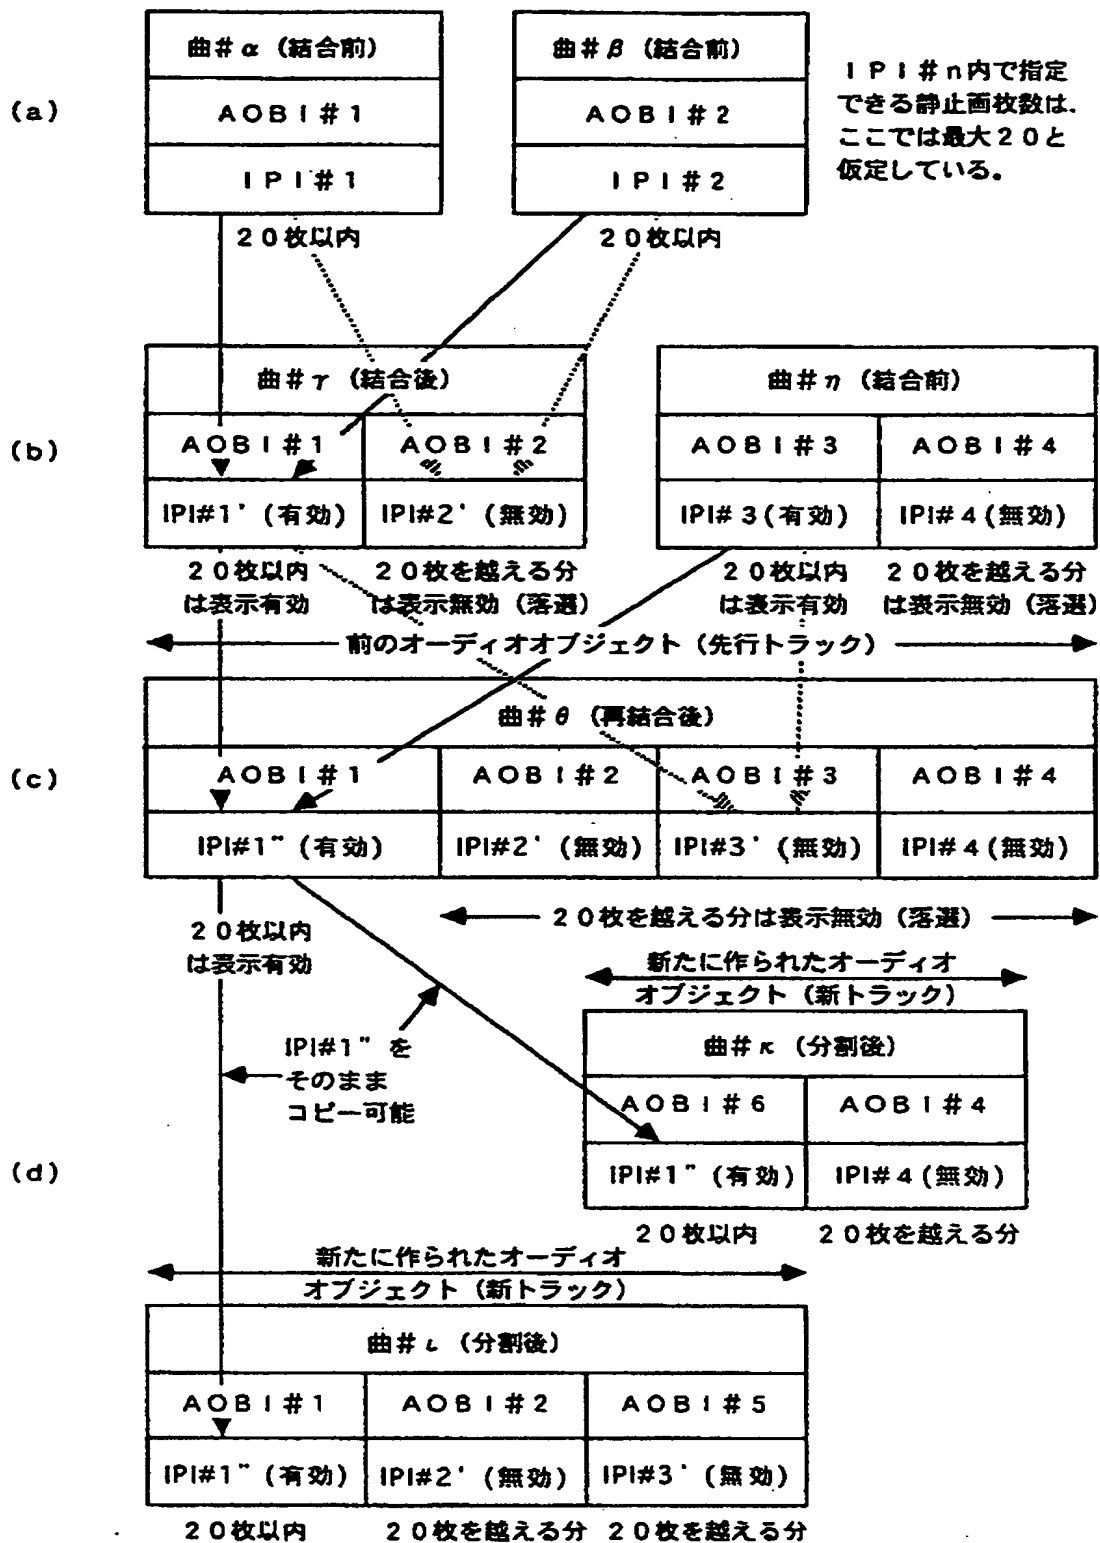 (a)
曲#α (結合前)
AOBI#1
IPI#1
20枚以内
曲#β (結合前)
AOBI#2
IPI#2
20枚以内
IPI#n内で指定
できる静止画枚数は、
ここでは最大20と
仮定している。
(b)
曲#γ (結合後)
AOBI#1
AOBI#2
IPI#1' (有効)
IPI#2' (無効)
20枚以内
は表示有効
20枚を越える分
は表示無効 (落選)
曲#η (結合前)
AOBI#3
AOBI#4
IPI#3 (有効)
IPI#4 (無効)
20枚以内
は表示有効
20枚を越える分
は表示無効 (落選)
前のオーディオオブジェクト (先行トラック)
(c)
曲#θ (再結合後)
AOBI#1
AOBI#2
AOBI#3
AOBI#4
IPI#1" (有効)
IPI#2' (無効)
IPI#3' (無効)
IPI#4 (無効)
20枚以内
は表示有効
20枚を越える分は表示無効 (落選)
IPI#1" を
そのまま
コピー可能
(d)
新たに作られたオーディオ
オブジェクト (新トラック)
曲#κ (分割後)
AOBI#6
AOBI#4
IPI#1" (有効)
IPI#4 (無効)
20枚以内
20枚を越える分
新たに作られたオーディオ
オブジェクト (新トラック)
曲#ι (分割後)
AOBI#1
AOBI#2
AOBI#5
IPI#1" (有効)
IPI#2' (無効)
IPI#3' (無効)
20枚以内
20枚を越える分
20枚を越える分